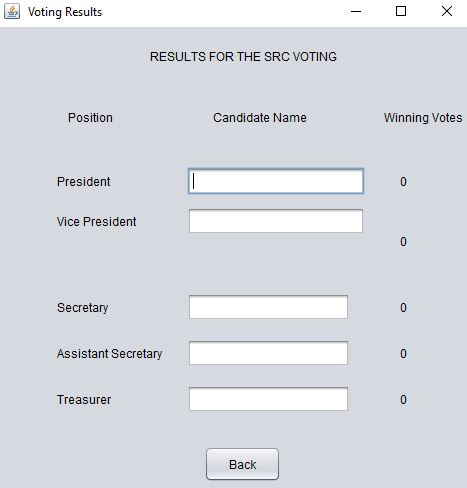 Voting Results
RESULTS FOR THE SRC VOTING
Position Candidate Name Winning Votes
President 0
Vice President
0
Secretary 0
Assistant Secretary 0
Treasurer 0
Back